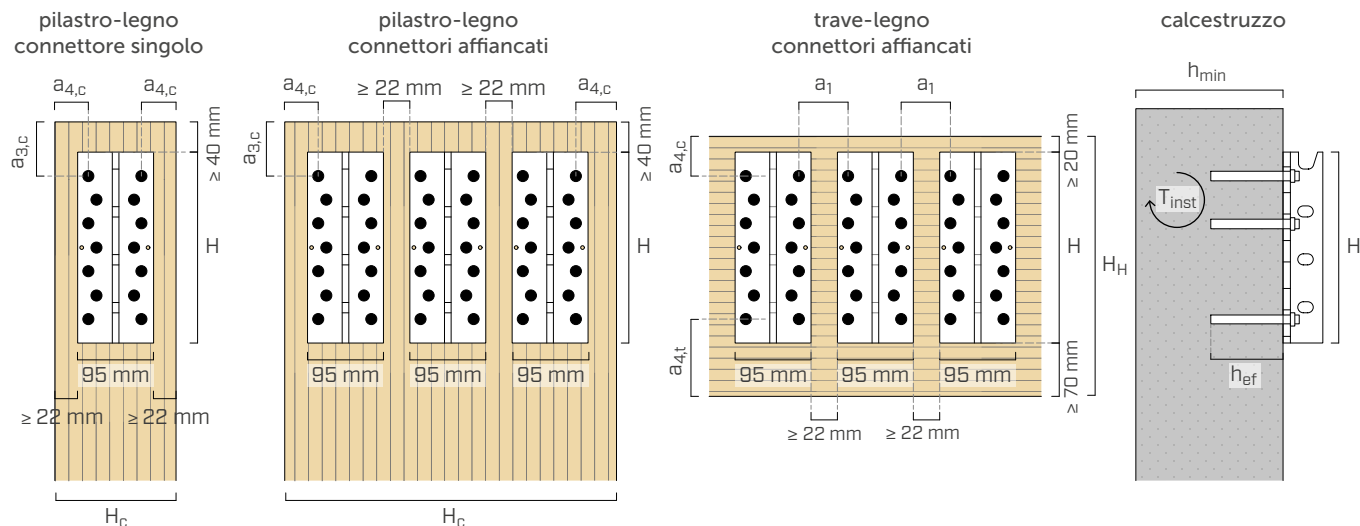 pilastro-legno
connettore singolo
a4,c
a4,c
a3,c
≥ 40 mm
H
95 mm
≥ 22 mm
≥ 22 mm
Hc
pilastro-legno
connettori affiancati
a4,c
≥ 22 mm
≥ 22 mm
a4,c
a3,c
≥ 40 mm
H
95 mm
95 mm
95 mm
Hc
trave-legno
connettori affiancati
a1
a1
a4,c
≥ 20 mm
H
HH
a4,t
≥ 70 mm
95 mm
95 mm
95 mm
≥ 22 mm
≥ 22 mm
calcestruzzo
hmin
Tinst
H
hef